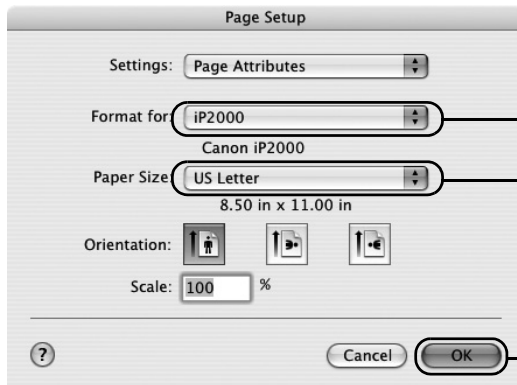 Page Setup
Settings: Page Attributes
Format for: iP2000
Canon iP2000
Paper Size: US Letter
8.50 in x 11.00 in
Orientation:
Scale: 100 %
? Cancel OK